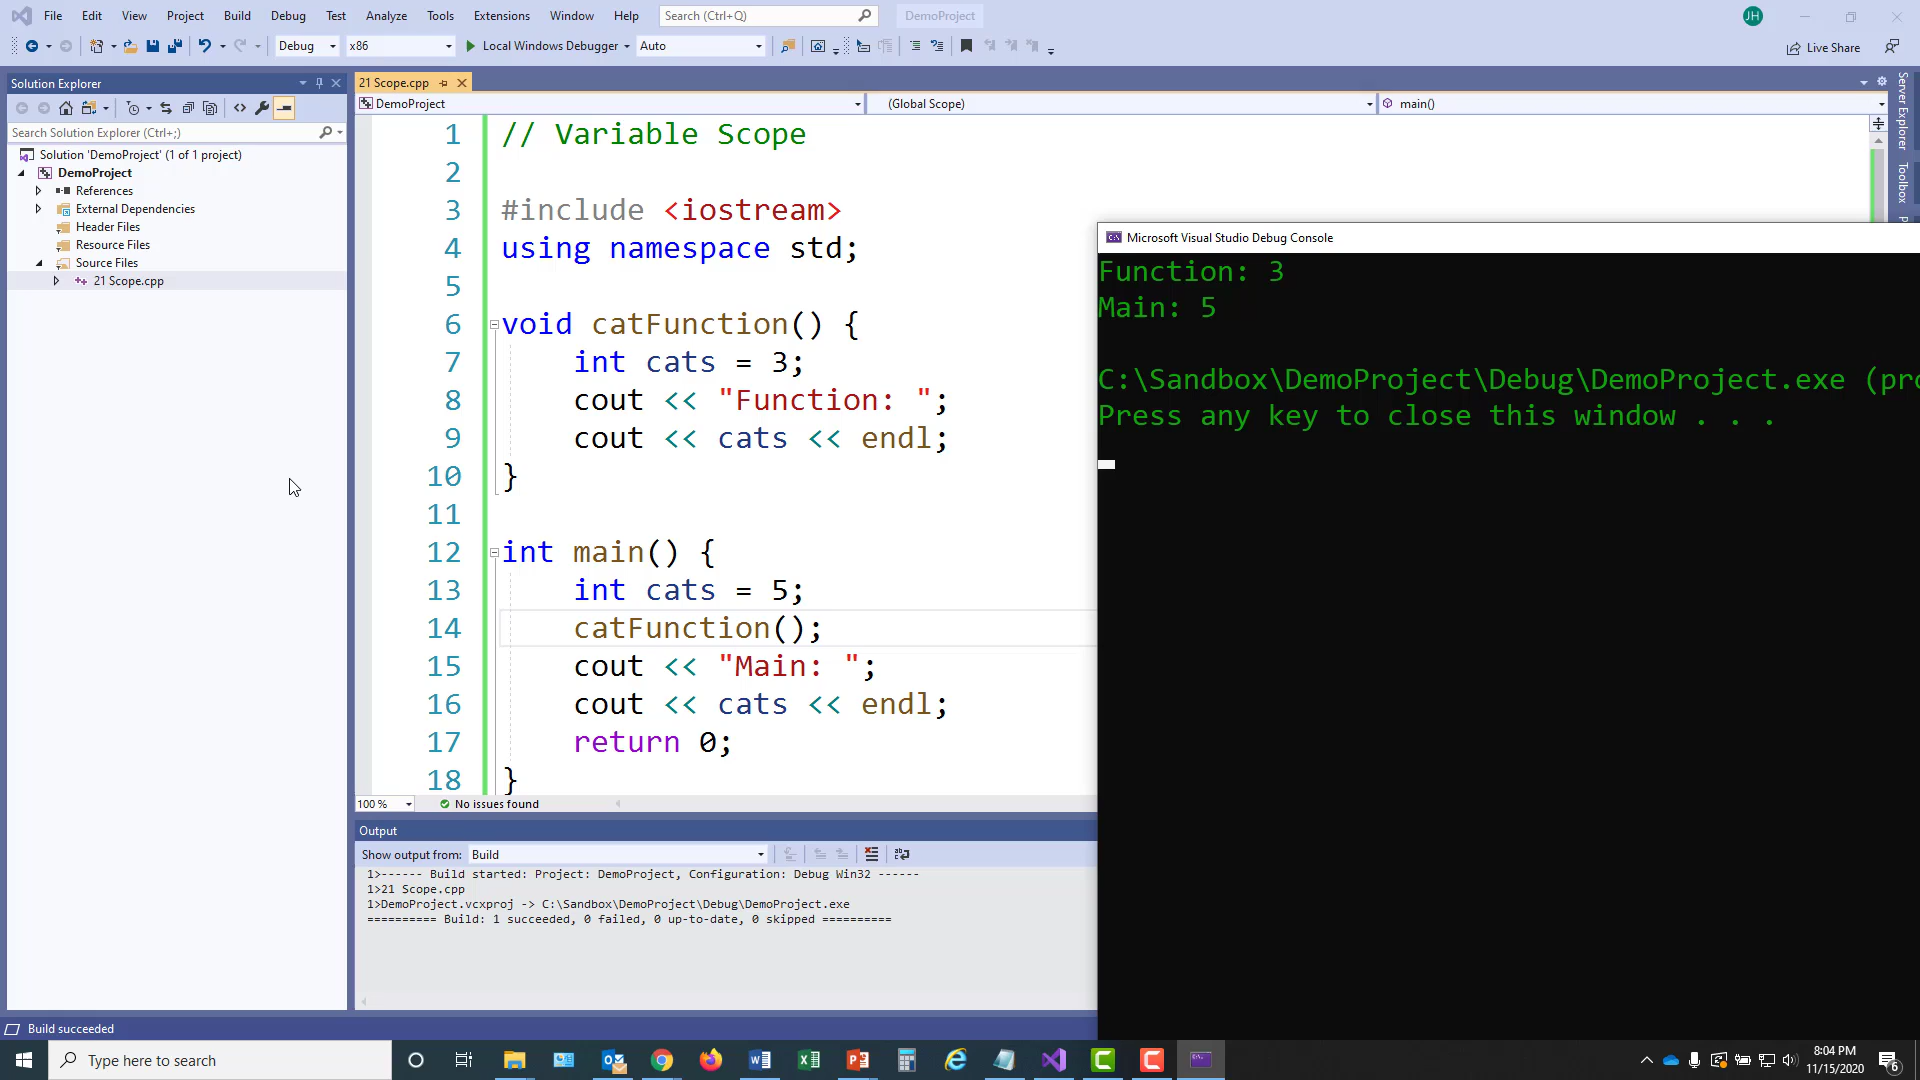 File Edit View Project Build Debug Test Analyze Tools Extensions Window Help Search (Ctrl+Q) DemoProject JH
Debug x86 Local Windows Debugger Auto Live Share
Solution Explorer
Search Solution Explorer (Ctrl+;)
Solution 'DemoProject' (1 of 1 project)
DemoProject
References
External Dependencies
Header Files
Resource Files
Source Files
21 Scope.cpp
21 Scope.cpp
DemoProject (Global Scope) main()
1 // Variable Scope
2
3 #include <iostream>
4 using namespace std;
5
6 void catFunction() {
7 int cats = 3;
8 cout << "Function: ";
9 cout << cats << endl;
10 }
11
12 int main() {
13 int cats = 5;
14 catFunction();
15 cout << "Main: ";
16 cout << cats << endl;
17 return 0;
18 }
100 % No issues found
Output
Show output from: Build
1>------ Build started: Project: DemoProject, Configuration: Debug Win32 ------
1>21 Scope.cpp
1>DemoProject.vcxproj -> C:\Sandbox\DemoProject\Debug\DemoProject.exe
========== Build: 1 succeeded, 0 failed, 0 up-to-date, 0 skipped ==========
Microsoft Visual Studio Debug Console
Function: 3
Main: 5
C:\Sandbox\DemoProject\Debug\DemoProject.exe (pro
Press any key to close this window . . .
Server Explorer
Toolbox
Build succeeded
Type here to search
8:04 PM
11/15/2020
6